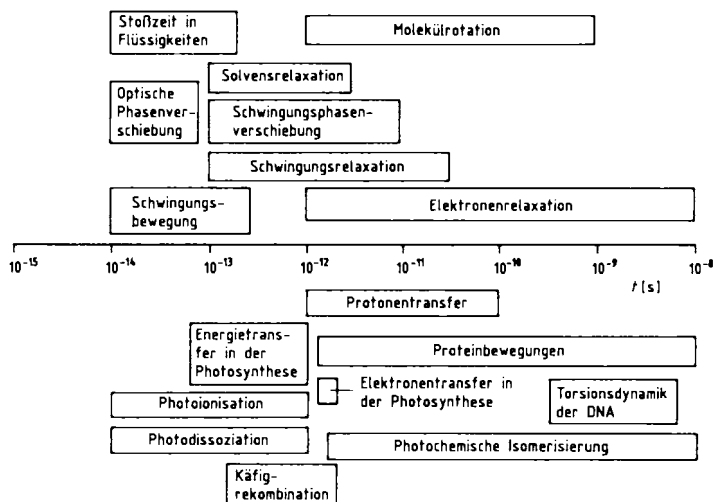 Stoßzeit in
Flüssigkeiten
Molekülrotation
Solvensrelaxation
Optische
Phasenver-
schiebung
Schwingungsphasen-
verschiebung
Schwingungsrelaxation
Schwingungs-
bewegung
Elektronenrelaxation
10⁻¹⁵ 10⁻¹⁴ 10⁻¹³ 10⁻¹² 10⁻¹¹ 10⁻¹⁰ 10⁻⁹ 10⁻⁸
t [s]
Protonentransfer
Energietrans-
fer in der
Photosynthese
Proteinbewegungen
Elektronentransfer in
der Photosynthese
Torsionsdynamik
der DNA
Photoionisation
Photodissoziation
Photochemische Isomerisierung
Käfig-
rekombination